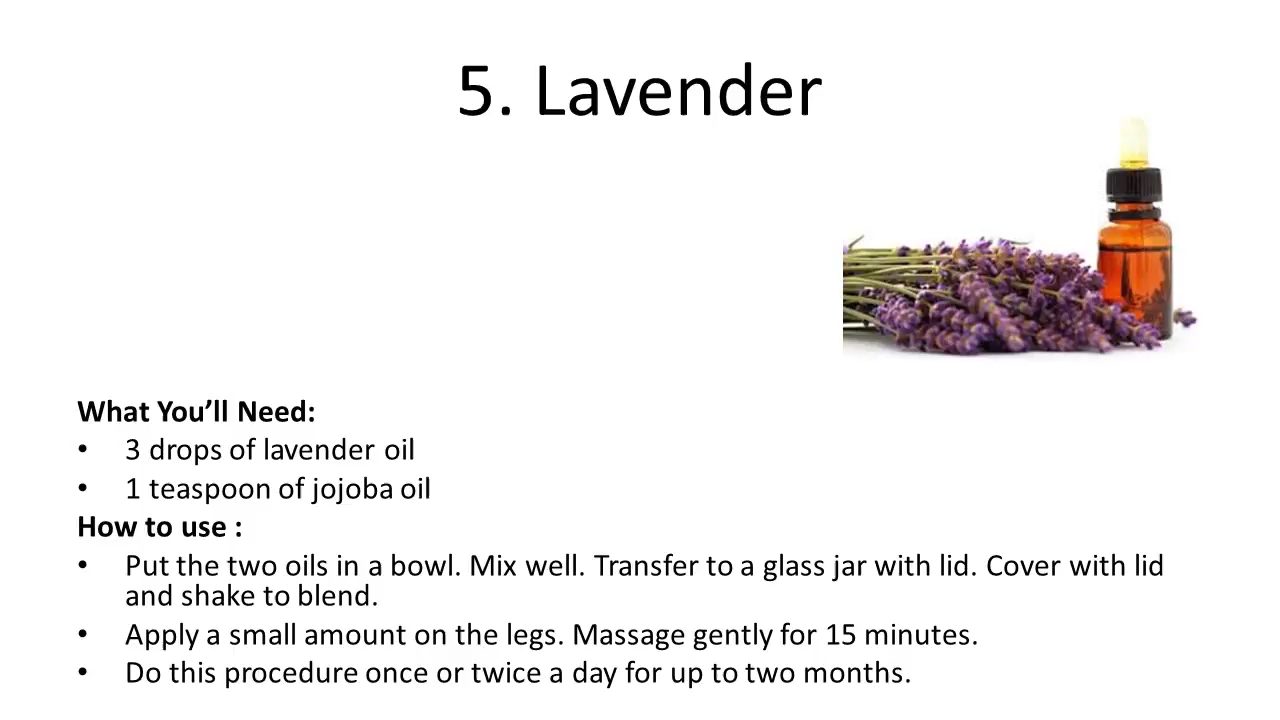 5. Lavender
What You’ll Need:
• 3 drops of lavender oil
• 1 teaspoon of jojoba oil
How to use :
• Put the two oils in a bowl. Mix well. Transfer to a glass jar with lid. Cover with lid
and shake to blend.
• Apply a small amount on the legs. Massage gently for 15 minutes.
• Do this procedure once or twice a day for up to two months.